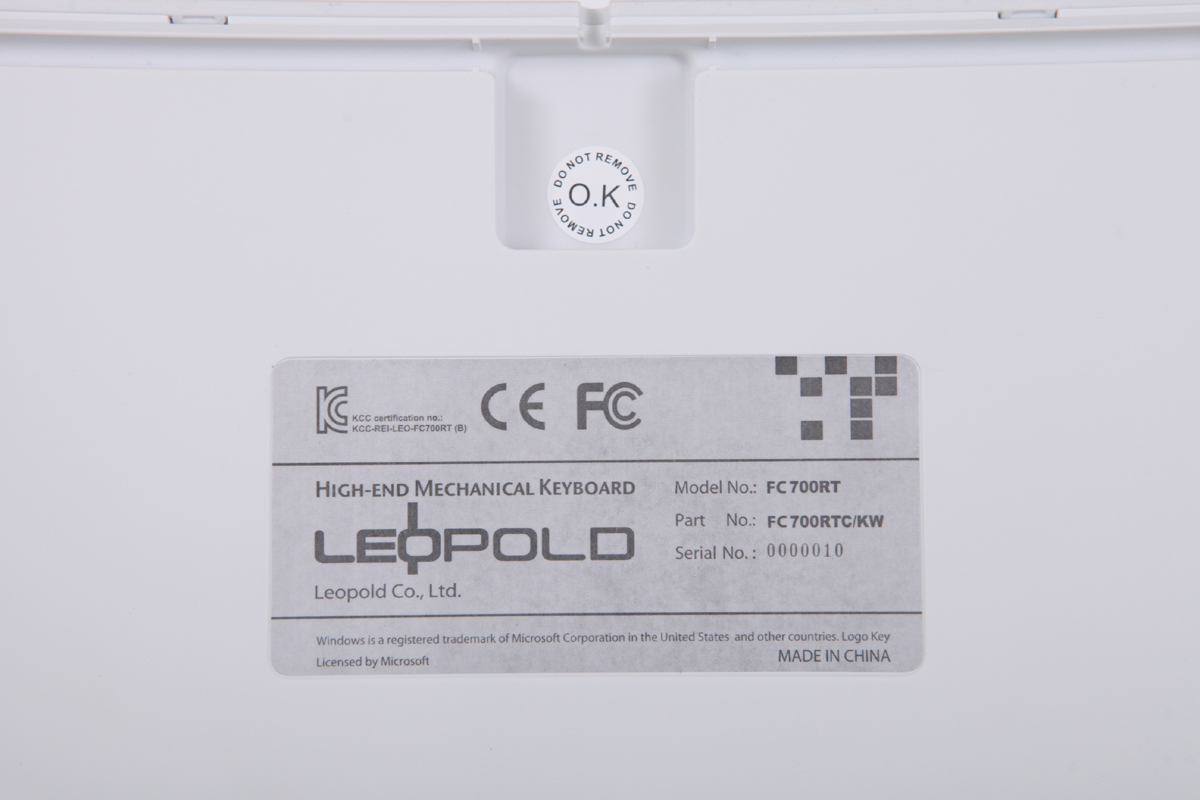 DO NOT REMOVE DO NOT REMOVE
O.K
KCC certification no.:
KCC-REI-LEO-FC700RT (B)
CE FC
HIGH-END MECHANICAL KEYBOARD
LEOPOLD
Leopold Co., Ltd.
Model No.: FC700RT
Part No.: FC700RTC/KW
Serial No.: 0000010
Windows is a registered trademark of Microsoft Corporation in the United States and other countries. Logo Key
Licensed by Microsoft
MADE IN CHINA